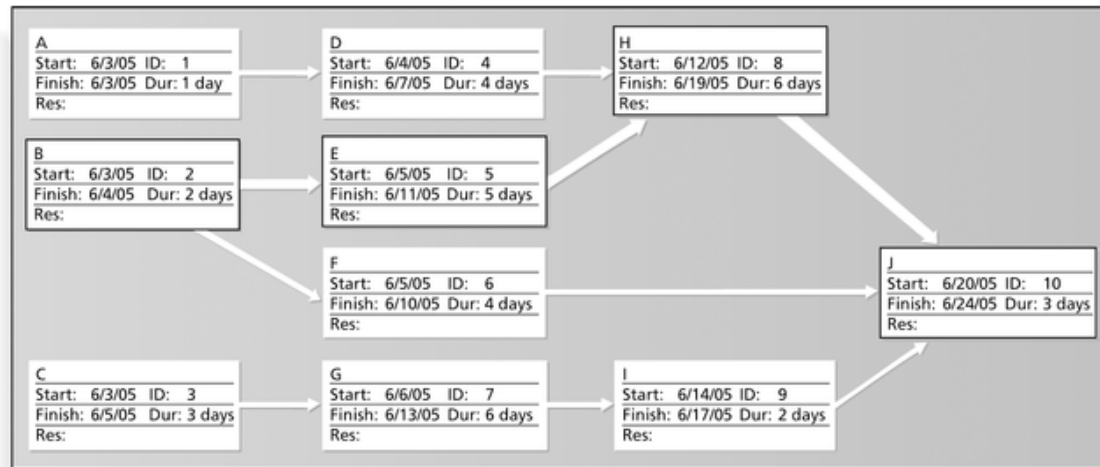 A
Start: 6/3/05 ID: 1
Finish: 6/3/05 Dur: 1 day
Res:
D
Start: 6/4/05 ID: 4
Finish: 6/7/05 Dur: 4 days
Res:
H
Start: 6/12/05 ID: 8
Finish: 6/19/05 Dur: 6 days
Res:
B
Start: 6/3/05 ID: 2
Finish: 6/4/05 Dur: 2 days
Res:
E
Start: 6/5/05 ID: 5
Finish: 6/11/05 Dur: 5 days
Res:
F
Start: 6/5/05 ID: 6
Finish: 6/10/05 Dur: 4 days
Res:
J
Start: 6/20/05 ID: 10
Finish: 6/24/05 Dur: 3 days
Res:
C
Start: 6/3/05 ID: 3
Finish: 6/5/05 Dur: 3 days
Res:
G
Start: 6/6/05 ID: 7
Finish: 6/13/05 Dur: 6 days
Res:
I
Start: 6/14/05 ID: 9
Finish: 6/17/05 Dur: 2 days
Res: